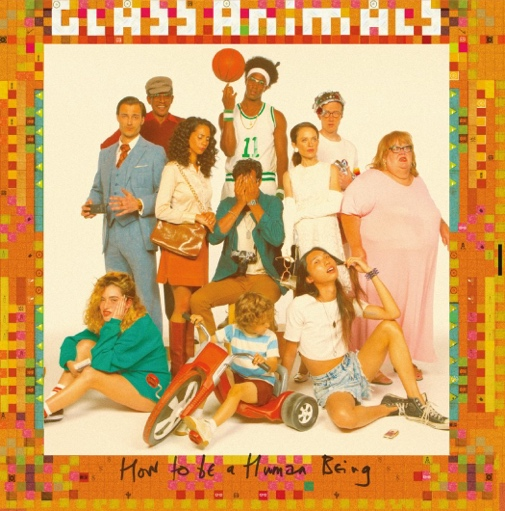 GLASS ANIMALS
11
How to be a Human Being